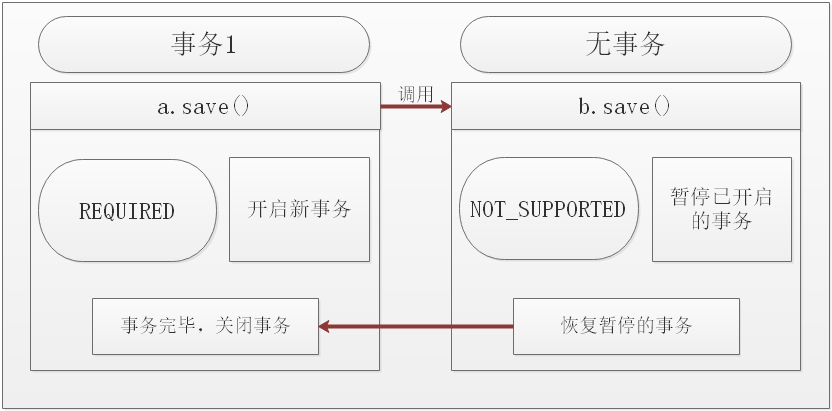 事务1
无事务
a.save()
调用
b.save()
REQUIRED
开启新事务
NOT_SUPPORTED
暂停已开启
的事务
事务完毕，关闭事务
恢复暂停的事务